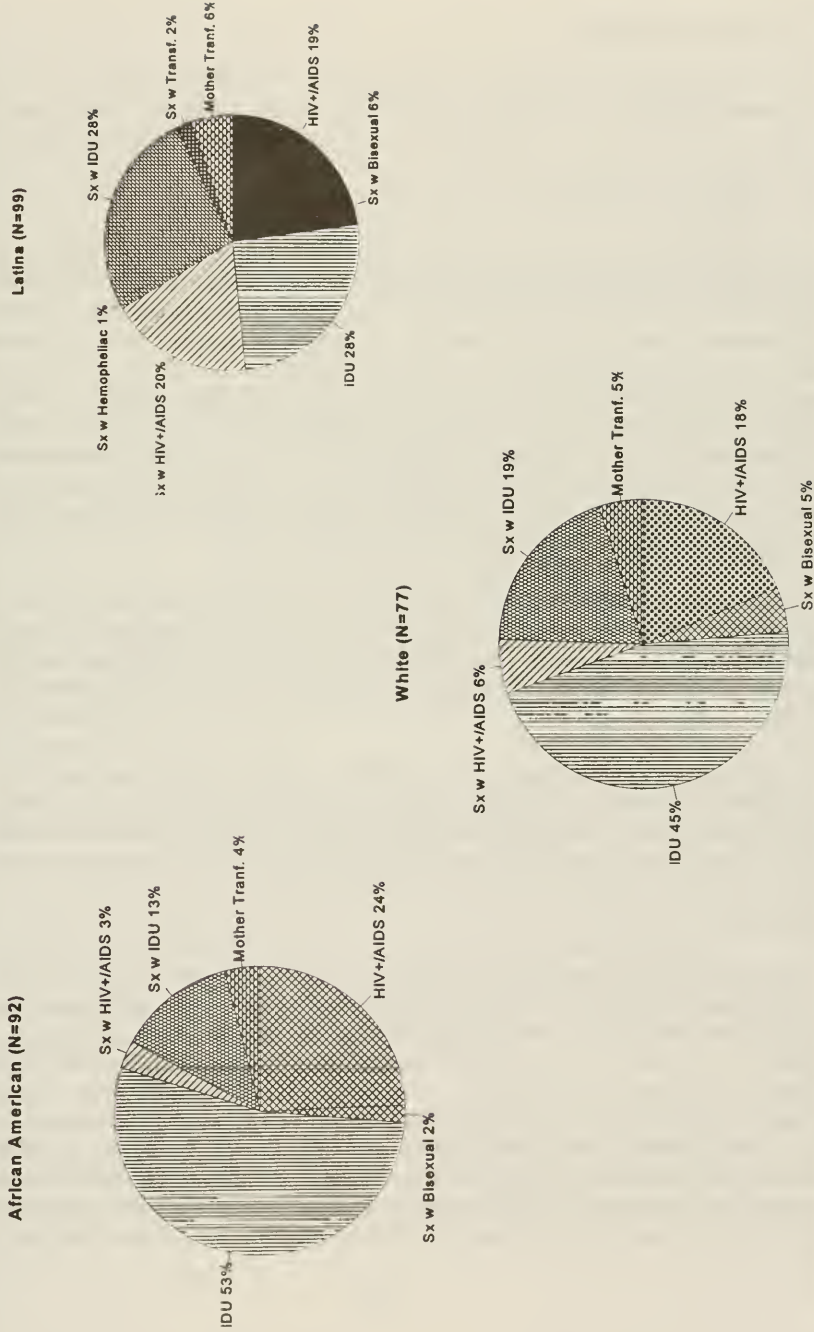 African American (N=92)
Sx w HIV+/AIDS 3%
Sx w IDU 13%
Mother Tranf. 4%
HIV+/AIDS 24%
Sx w Bisexual 2%
IDU 53%
Latina (N=99)
Sx w IDU 28%
Sx w Transf. 2%
Mother Tranf. 6%
HIV+/AIDS 19%
Sx w Bisexual 6%
IDU 28%
Sx w HIV+/AIDS 20%
Sx w Hemopheliac 1%
White (N=77)
Sx w HIV+/AIDS 6%
Sx w IDU 19%
Mother Tranf. 5%
HIV+/AIDS 18%
Sx w Bisexual 5%
IDU 45%